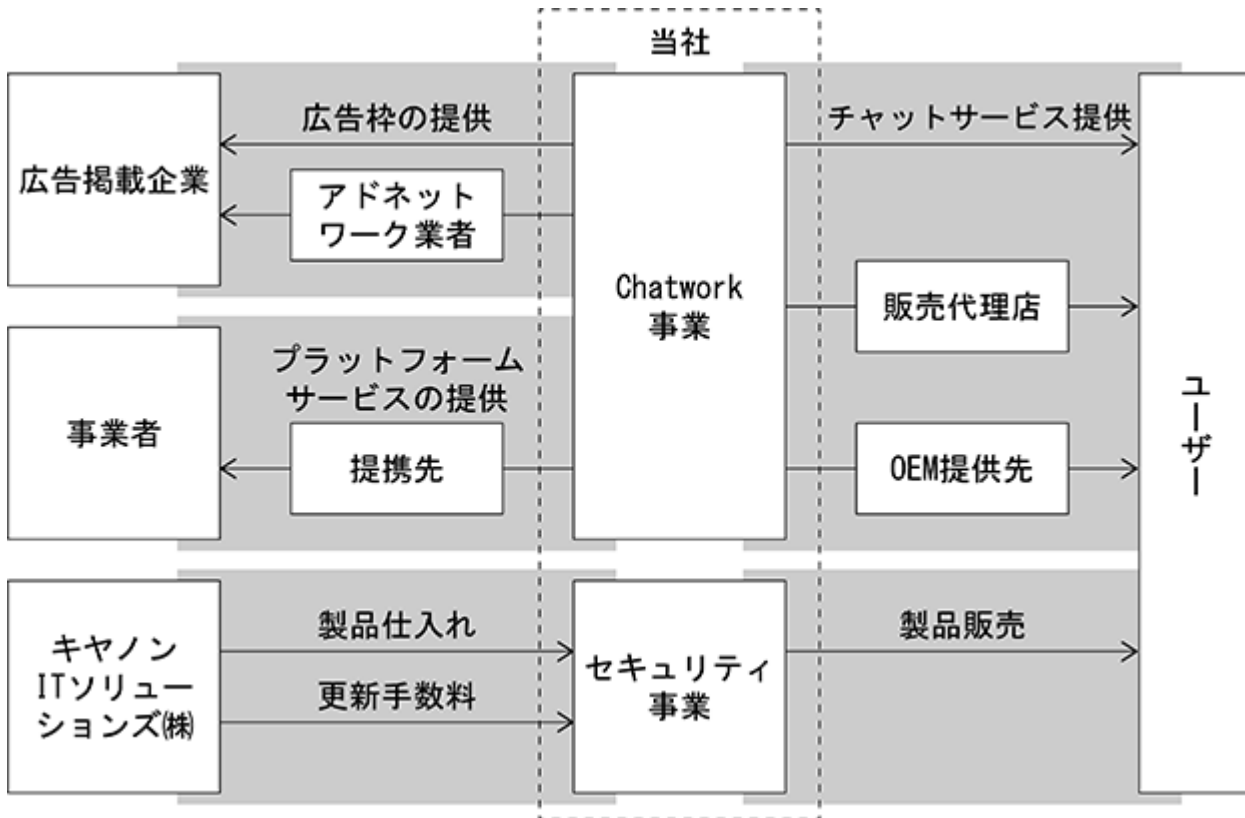 当社
広告枠の提供
チャットサービス提供
広告掲載企業
アドネット
ワーク業者
Chatwork
事業
販売代理店
プラットフォーム
サービスの提供
事業者
提携先
OEM提供先
ユーザー
キヤノン
ITソリュー
ションズ㈱
製品仕入れ
更新手数料
セキュリティ
事業
製品販売